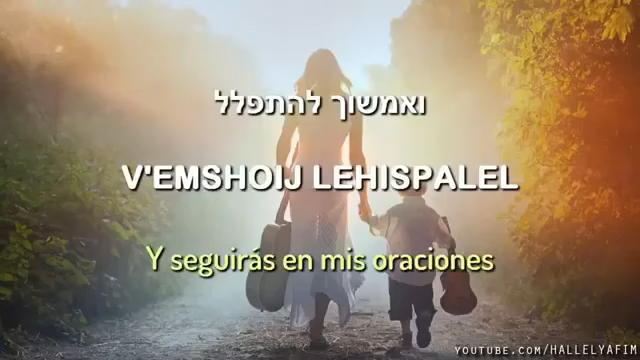 ואמשוך להתפלל
V'EMSHOIJ LEHISPALEL
Y seguirás en mis oraciones
YOUTUBE.COM/HALLELYAFIM